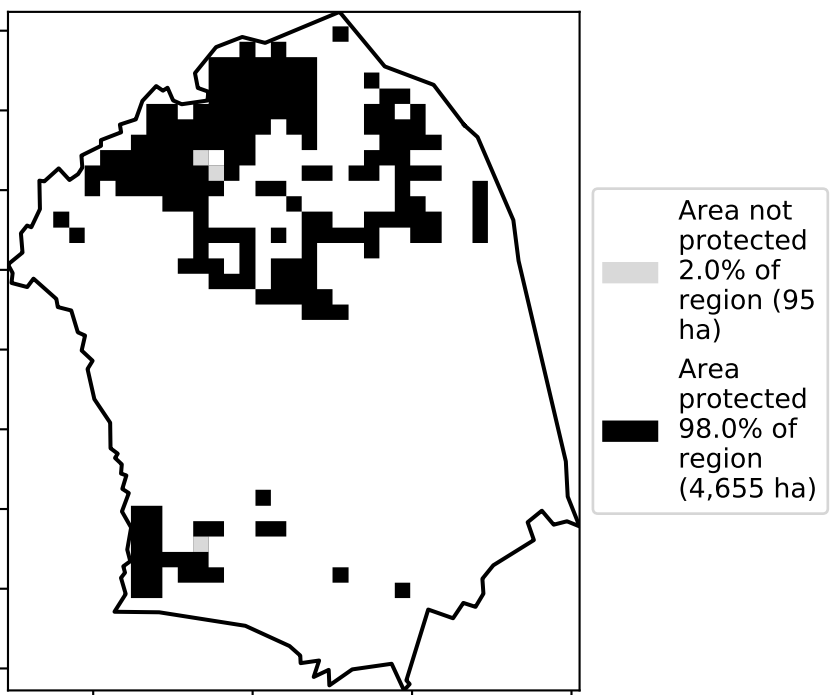 Area not
protected
2.0% of
region (95
ha)
Area
protected
98.0% of
region
(4,655 ha)